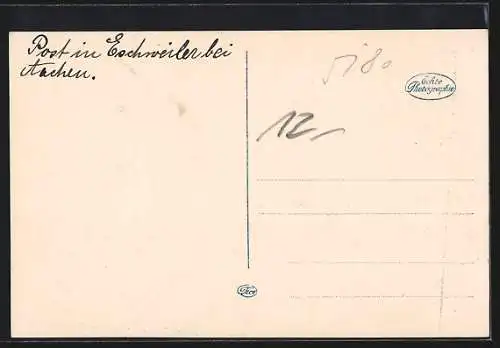 Post in Eschweiler bei
Aachen.
5180
Echte
Photographie
12,-